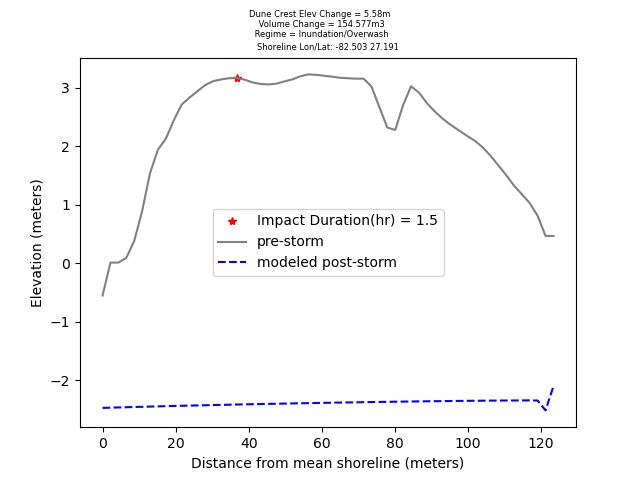 Dune Crest Elev Change = 5.58m
Volume Change = 154.577m3
Regime = Inundation/Overwash
Shoreline Lon/Lat: -82.503 27.191
3
2
1
0
−1
−2
Elevation (meters)
Impact Duration(hr) = 1.5
pre-storm
modeled post-storm
0 20 40 60 80 100 120
Distance from mean shoreline (meters)